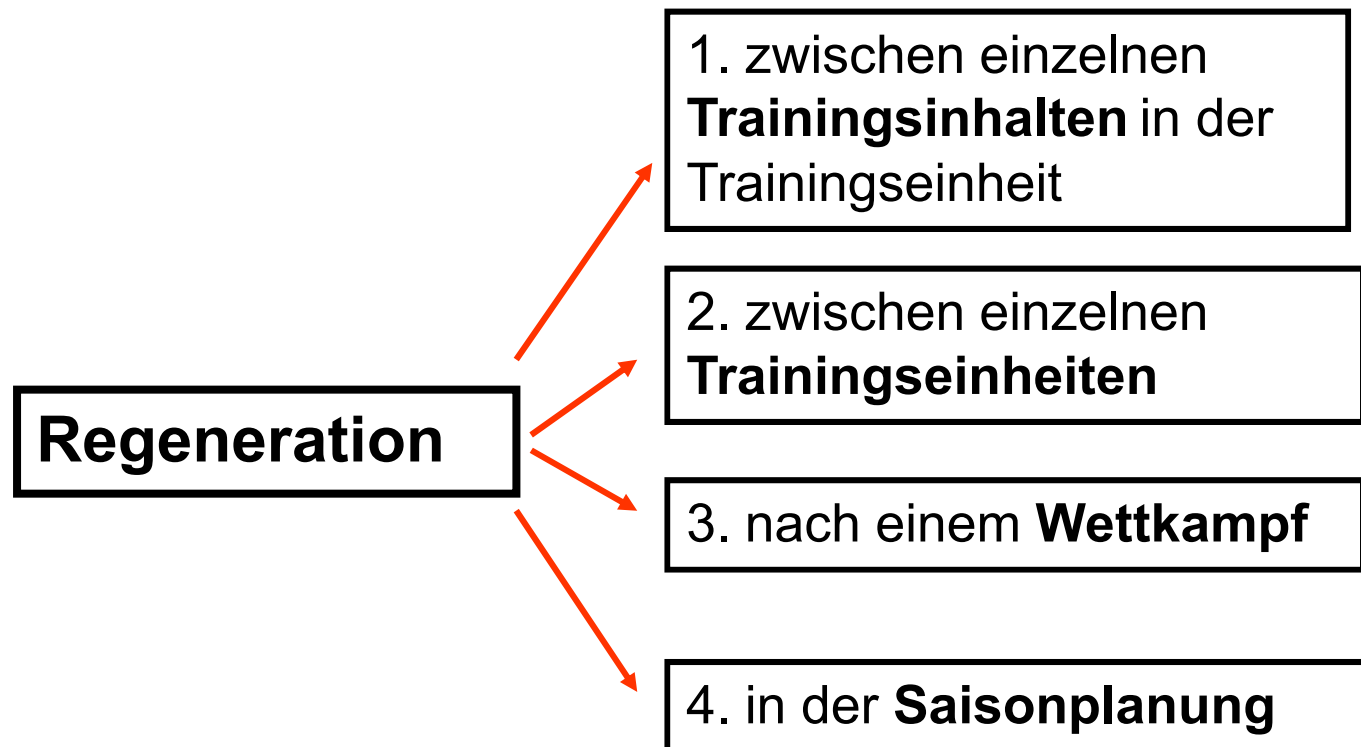 1. zwischen einzelnen
Trainingsinhalten in der
Trainingseinheit
2. zwischen einzelnen
Trainingseinheiten
Regeneration
3. nach einem Wettkampf
4. in der Saisonplanung